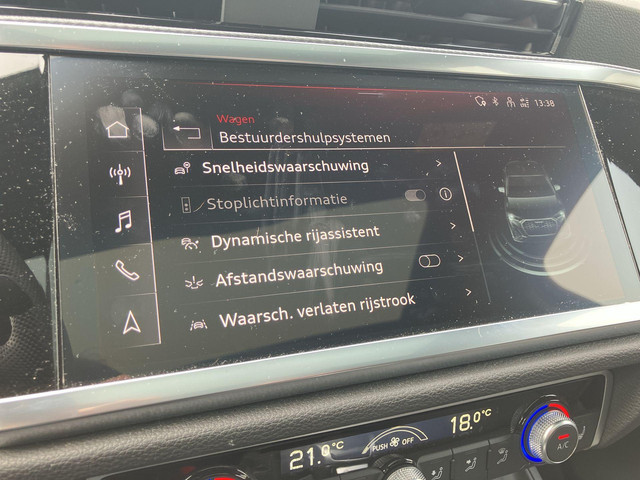 13:38
Wagen
Bestuurdershulpsystemen
Snelheidswaarschuwing
Stoplichtinformatie
Dynamische rijassistent
Afstandswaarschuwing
Waarsch. verlaten rijstrook
21.0°C
PUSH OFF
18.0°C
A/C